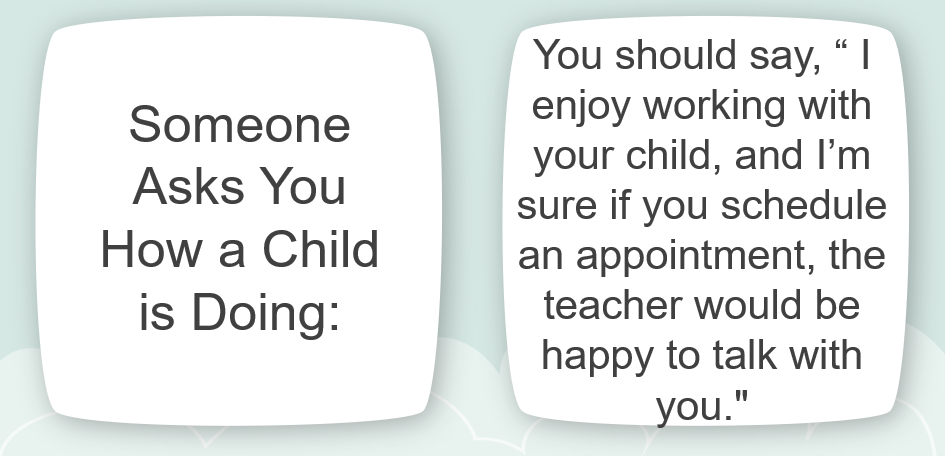 Someone
Asks You
How a Child
is Doing:
You should say, “ I
enjoy working with
your child, and I’m
sure if you schedule
an appointment, the
teacher would be
happy to talk with
you."